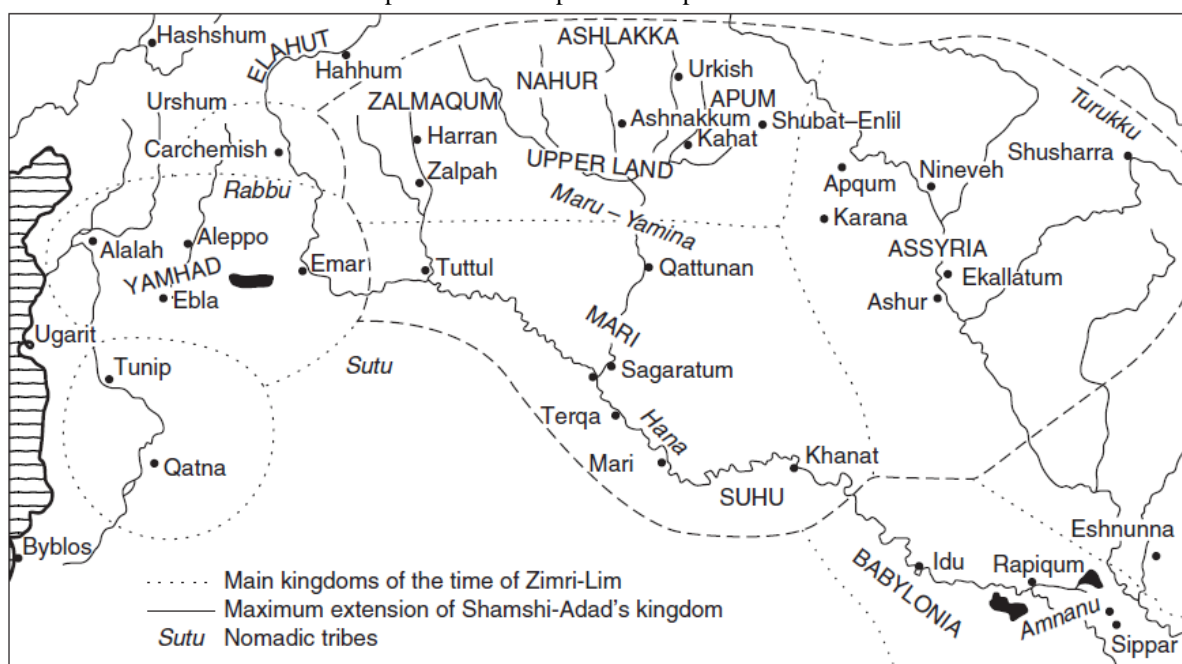 Hashshum
ELAHUT
Hahhum
ASHLAKKA
NAHUR
Urkish
Urshum
ZALMAQUM
APUM
Turukku
Ashnakkum
Shubat–Enlil
Harran
Kahat
Carchemish
UPPER LAND
Nineveh
Shusharra
Zalpah
Apqum
Rabbu
Maru – Yamina
Karana
Alalah
Aleppo
ASSYRIA
YAMHAD
Emar
Tuttul
Qattunan
Ekallatum
Ebla
Ashur
Ugarit
MARI
Tunip
Sutu
Sagaratum
Terqa
Hana
Qatna
Mari
Khanat
SUHU
Eshnunna
Byblos
BABYLONIA
Idu
Rapiqum
Amnanu
Sippar
Main kingdoms of the time of Zimri-Lim
Maximum extension of Shamshi-Adad's kingdom
Sutu Nomadic tribes